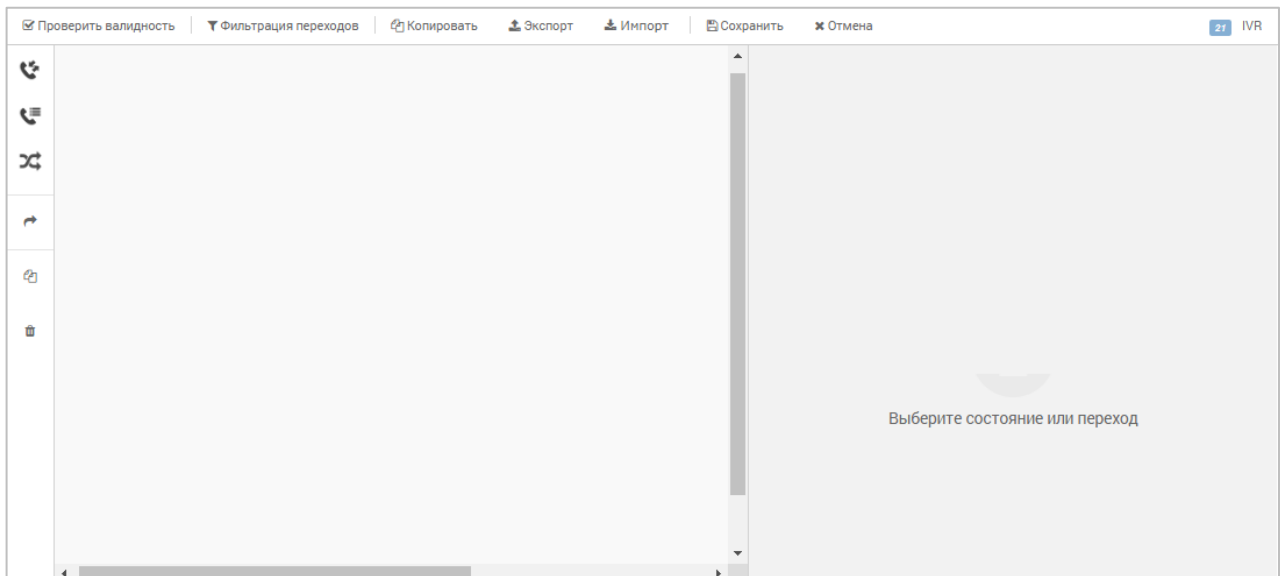 Проверить валидность Фильтрация переходов Копировать Экспорт Импорт Сохранить Отмена 21 IVR
Выберите состояние или переход